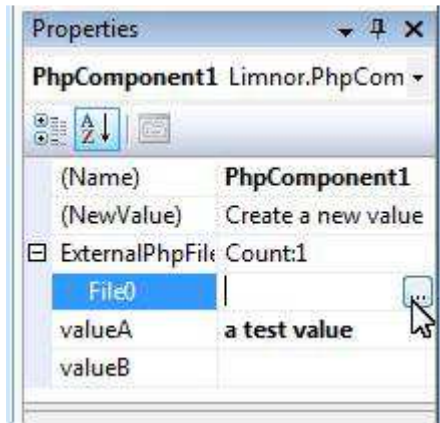 Properties
PhpComponent1 Limnor.PhpCom
A
Z
(Name) PhpComponent1
(NewValue) Create a new value
ExternalPhpFile Count:1
File0 ...
valueA a test value
valueB